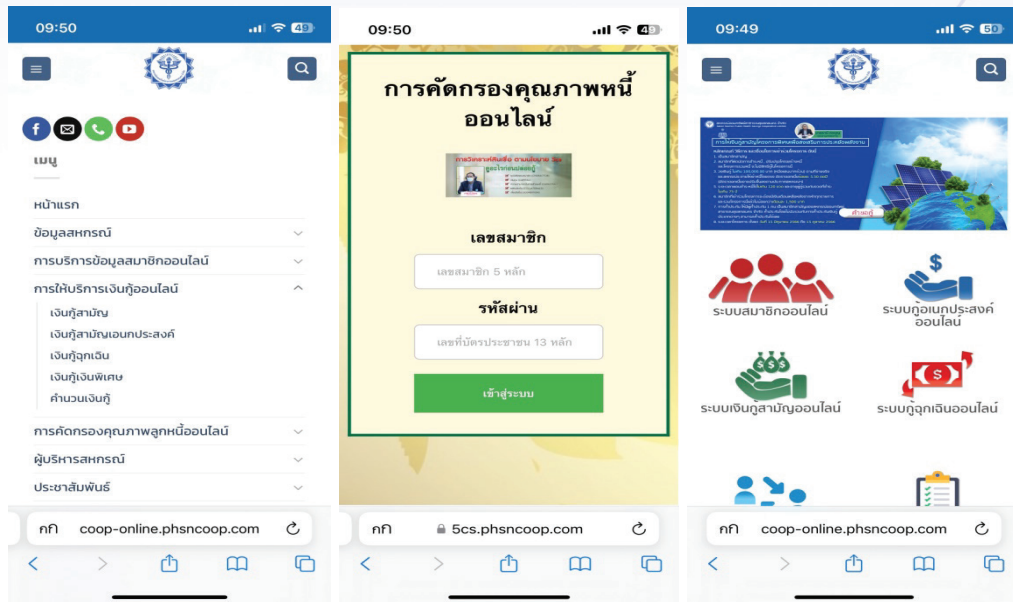 09:50
49
เมนู
หน้าแรก
ข้อมูลสหกรณ์
การบริการข้อมูลสมาชิกออนไลน์
การให้บริการเงินกู้ออนไลน์
เงินกู้สามัญ
เงินกู้สามัญเอนกประสงค์
เงินกู้ฉุกเฉิน
เงินกู้เงินพิเศษ
คำนวนเงินกู้
การคัดกรองคุณภาพลูกหนี้ออนไลน์
ผู้บริหารสหกรณ์
ประชาสัมพันธ์
กก coop-online.phsncoop.com
09:50
49
การคัดกรองคุณภาพหนี้
ออนไลน์
เลขสมาชิก
เลขสมาชิก 5 หลัก
รหัสผ่าน
เลขที่บัตรประชาชน 13 หลัก
เข้าสู่ระบบ
กก 5cs.phsncoop.com
09:49
50
คำขอกู้
ระบบสมาชิกออนไลน์
ระบบกู้อเนกประสงค์
ออนไลน์
ระบบเงินกู้สามัญออนไลน์
ระบบกู้ฉุกเฉินออนไลน์
กก coop-online.phsncoop.com